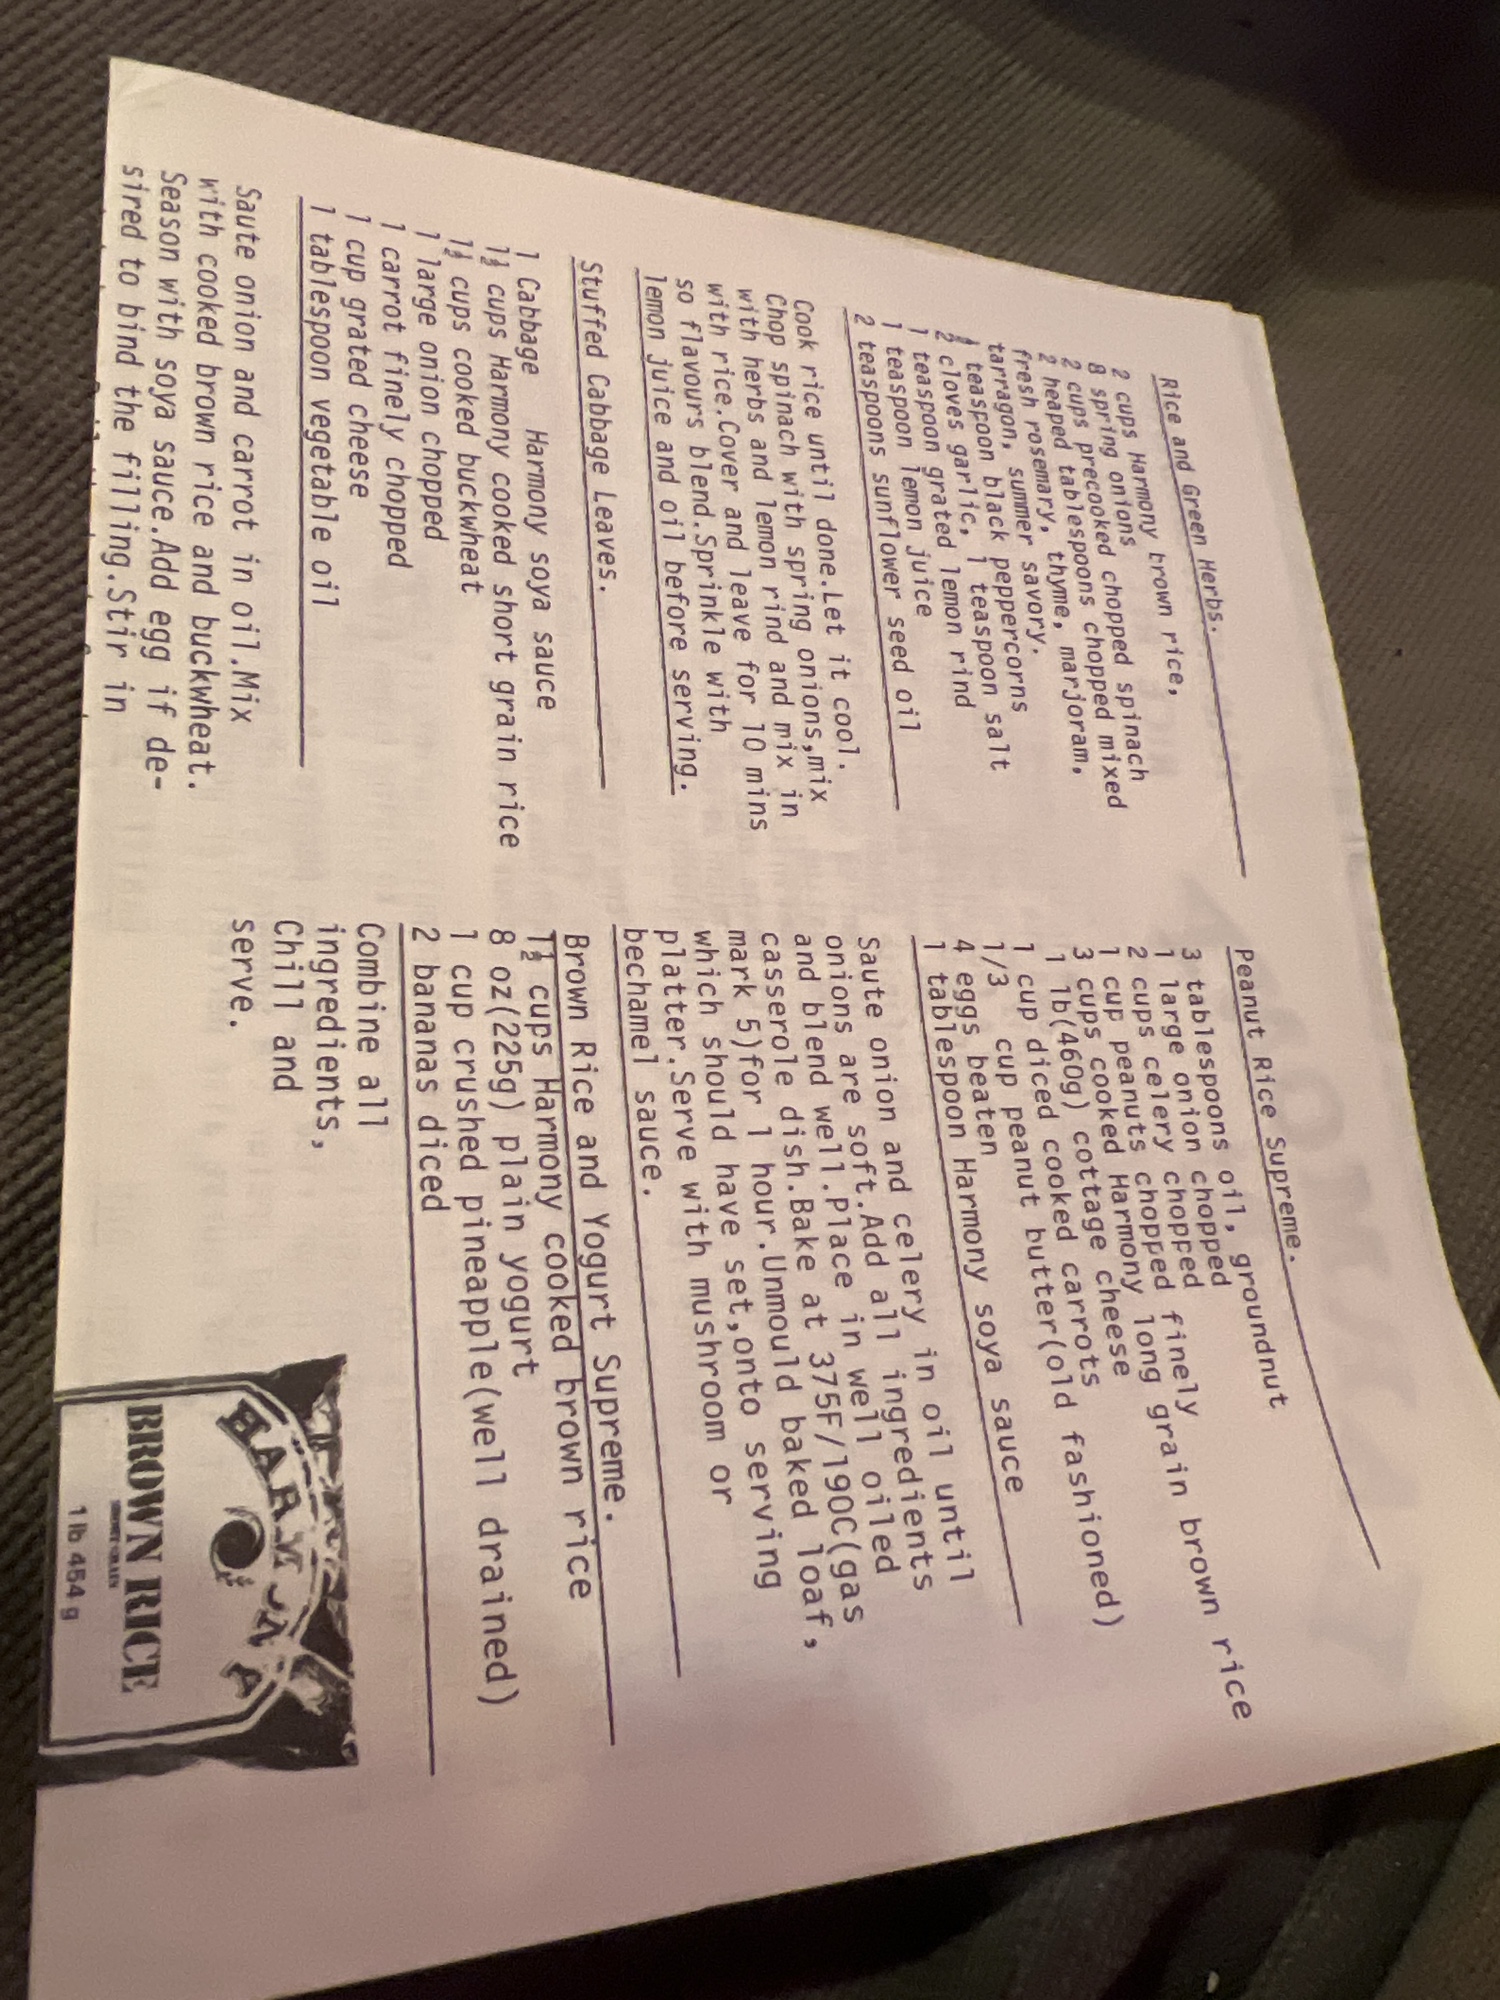 Rice and Green Herbs.
2 cups Harmony brown rice,
8 spring onions
2 cups precooked chopped spinach
2 heaped tablespoons chopped mixed
fresh rosemary, thyme, marjoram,
tarragon, summer savory.
teaspoon black peppercorns
2 cloves garlic, 1 teaspoon salt
1 teaspoon grated lemon rind
1 teaspoon lemon juice
2 teaspoons sunflower seed oil
Cook rice until done.Let it cool.
Chop spinach with spring onions,mix
with herbs and lemon rind and mix in
with rice.Cover and leave for 10 mins
so flavours blend.Sprinkle with
lemon juice and oil before serving.
Stuffed Cabbage Leaves.
1 Cabbage Harmony soya sauce
1½ cups Harmony cooked short grain rice
1½ cups cooked buckwheat
1 large onion chopped
1 carrot finely chopped
1 cup grated cheese
1 tablespoon vegetable oil
Saute onion and carrot in oil.Mix
with cooked brown rice and buckwheat.
Season with soya sauce.Add egg if de-
sired to bind the filling.Stir in
Peanut Rice Supreme.
3 tablespoons oil, groundnut
1 large onion chopped
2 cups celery chopped finely
1 cup peanuts chopped
3 cups cooked Harmony long grain brown rice
1 lb(460g) cottage cheese
1 cup diced cooked carrots
1/3 cup peanut butter(old fashioned)
4 eggs beaten
1 tablespoon Harmony soya sauce
Saute onion and celery in oil until
onions are soft.Add all ingredients
and blend well.Place in well oiled
casserole dish.Bake at 375F/190C(gas
mark 5)for 1 hour.Unmould baked loaf,
which should have set,onto serving
platter.Serve with mushroom or
bechamel sauce.
Brown Rice and Yogurt Supreme.
1½ cups Harmony cooked brown rice
8 oz(225g) plain yogurt
1 cup crushed pineapple(well drained)
2 bananas diced
Combine all
ingredients,
Chill and
serve.
BROWN RICE
1 lb 454 g